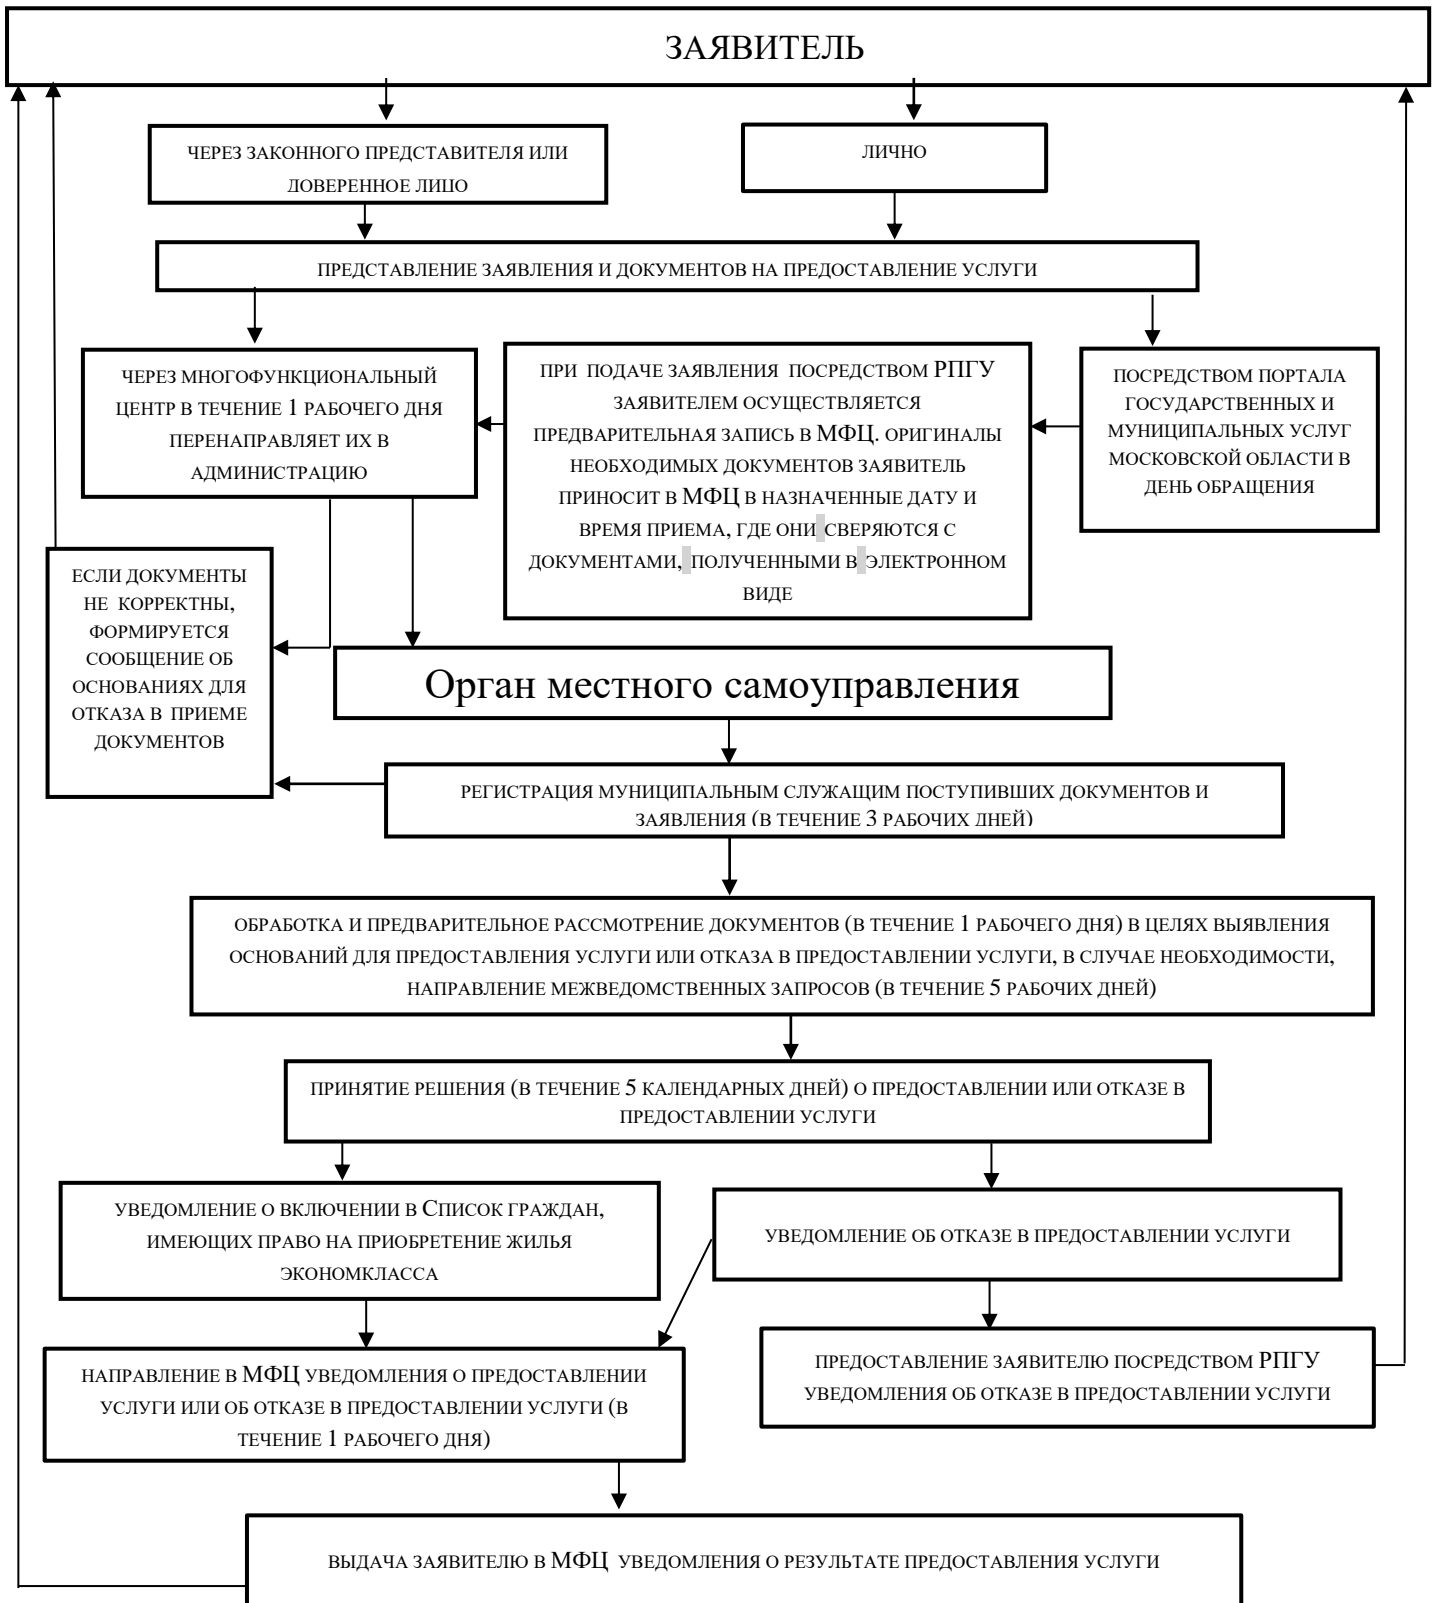 ЗАЯВИТЕЛЬ
ЧЕРЕЗ ЗАКОННОГО ПРЕДСТАВИТЕЛЯ ИЛИ
ДОВЕРЕННОЕ ЛИЦО
ЛИЧНО
ПРЕДСТАВЛЕНИЕ ЗАЯВЛЕНИЯ И ДОКУМЕНТОВ НА ПРЕДОСТАВЛЕНИЕ УСЛУГИ
ЧЕРЕЗ МНОГОФУНКЦИОНАЛЬНЫЙ
ЦЕНТР В ТЕЧЕНИЕ 1 РАБОЧЕГО ДНЯ
ПЕРЕНАПРАВЛЯЕТ ИХ В
АДМИНИСТРАЦИЮ
ПРИ ПОДАЧЕ ЗАЯВЛЕНИЯ ПОСРЕДСТВОМ РПГУ
ЗАЯВИТЕЛЕМ ОСУЩЕСТВЛЯЕТСЯ
ПРЕДВАРИТЕЛЬНАЯ ЗАПИСЬ В МФЦ. ОРИГИНАЛЫ
НЕОБХОДИМЫХ ДОКУМЕНТОВ ЗАЯВИТЕЛЬ
ПРИНОСИТ В МФЦ В НАЗНАЧЕННЫЕ ДАТУ И
ВРЕМЯ ПРИЕМА, ГДЕ ОНИ СВЕРЯЮТСЯ С
ДОКУМЕНТАМИ, ПОЛУЧЕННЫМИ В ЭЛЕКТРОННОМ
ВИДЕ
ПОСРЕДСТВОМ ПОРТАЛА
ГОСУДАРСТВЕННЫХ И
МУНИЦИПАЛЬНЫХ УСЛУГ
МОСКОВСКОЙ ОБЛАСТИ В
ДЕНЬ ОБРАЩЕНИЯ
ЕСЛИ ДОКУМЕНТЫ
НЕ КОРРЕКТНЫ,
ФОРМИРУЕТСЯ
СООБЩЕНИЕ ОБ
ОСНОВАНИЯХ ДЛЯ
ОТКАЗА В ПРИЕМЕ
ДОКУМЕНТОВ
Орган местного самоуправления
РЕГИСТРАЦИЯ МУНИЦИПАЛЬНЫМ СЛУЖАЩИМ ПОСТУПИВШИХ ДОКУМЕНТОВ И
ЗАЯВЛЕНИЯ (В ТЕЧЕНИЕ 3 РАБОЧИХ ДНЕЙ)
ОБРАБОТКА И ПРЕДВАРИТЕЛЬНОЕ РАССМОТРЕНИЕ ДОКУМЕНТОВ (В ТЕЧЕНИЕ 1 РАБОЧЕГО ДНЯ) В ЦЕЛЯХ ВЫЯВЛЕНИЯ
ОСНОВАНИЙ ДЛЯ ПРЕДОСТАВЛЕНИЯ УСЛУГИ ИЛИ ОТКАЗА В ПРЕДОСТАВЛЕНИИ УСЛУГИ, В СЛУЧАЕ НЕОБХОДИМОСТИ,
НАПРАВЛЕНИЕ МЕЖВЕДОМСТВЕННЫХ ЗАПРОСОВ (В ТЕЧЕНИЕ 5 РАБОЧИХ ДНЕЙ)
ПРИНЯТИЕ РЕШЕНИЯ (В ТЕЧЕНИЕ 5 КАЛЕНДАРНЫХ ДНЕЙ) О ПРЕДОСТАВЛЕНИИ ИЛИ ОТКАЗЕ В
ПРЕДОСТАВЛЕНИИ УСЛУГИ
УВЕДОМЛЕНИЕ О ВКЛЮЧЕНИИ В СПИСОК ГРАЖДАН,
ИМЕЮЩИХ ПРАВО НА ПРИОБРЕТЕНИЕ ЖИЛЬЯ
ЭКОНОМКЛАССА
УВЕДОМЛЕНИЕ ОБ ОТКАЗЕ В ПРЕДОСТАВЛЕНИИ УСЛУГИ
НАПРАВЛЕНИЕ В МФЦ УВЕДОМЛЕНИЯ О ПРЕДОСТАВЛЕНИИ
УСЛУГИ ИЛИ ОБ ОТКАЗЕ В ПРЕДОСТАВЛЕНИИ УСЛУГИ (В
ТЕЧЕНИЕ 1 РАБОЧЕГО ДНЯ)
ПРЕДОСТАВЛЕНИЕ ЗАЯВИТЕЛЮ ПОСРЕДСТВОМ РПГУ
УВЕДОМЛЕНИЯ ОБ ОТКАЗЕ В ПРЕДОСТАВЛЕНИИ УСЛУГИ
ВЫДАЧА ЗАЯВИТЕЛЮ В МФЦ УВЕДОМЛЕНИЯ О РЕЗУЛЬТАТЕ ПРЕДОСТАВЛЕНИЯ УСЛУГИ